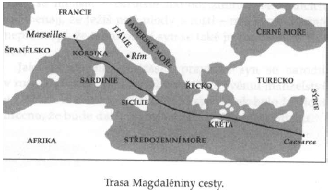 FRANCIE
Marseilles
JADERSKÉ MOŘE
ČERNÉ MOŘE
ITÁLIE
ŠPANĚLSKO
KORSIKA
Řím
SARDINIE
ŘECKO
TURECKO
SICÍLIE
SÝRIE
KRÉTA
AFRIKA
STŘEDOZEMNÍ MOŘE
Caesarea
Trasa Magdaléniny cesty.